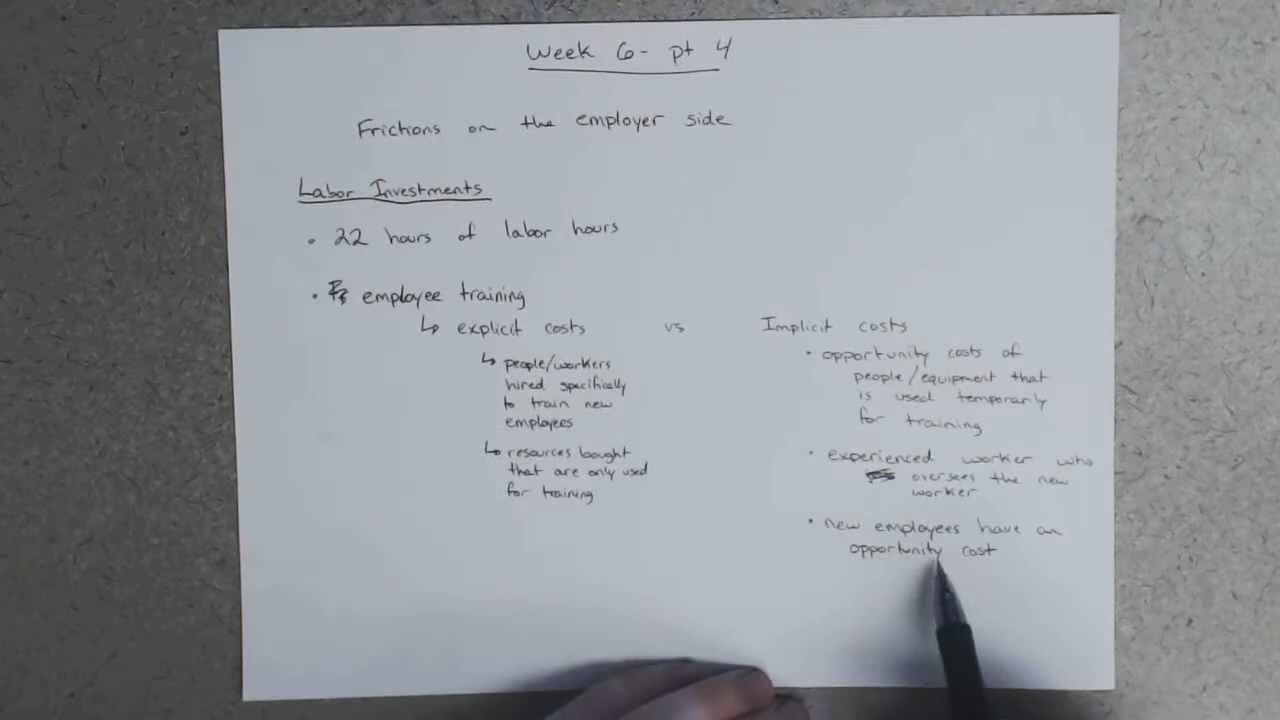 Week 6- pt 4
Frictions on the employer side
Labor Investments
• 22 hours of labor hours
• employee training
↳ explicit costs vs Implicit costs
↳ people/workers
hired specifically
to train new
employees
↳ resources bought
that are only used
for training
• opportunity costs of
people/equipment that
is used temporarily
for training
• experienced worker who
oversees the new
worker
• new employees have an
opportunity cost